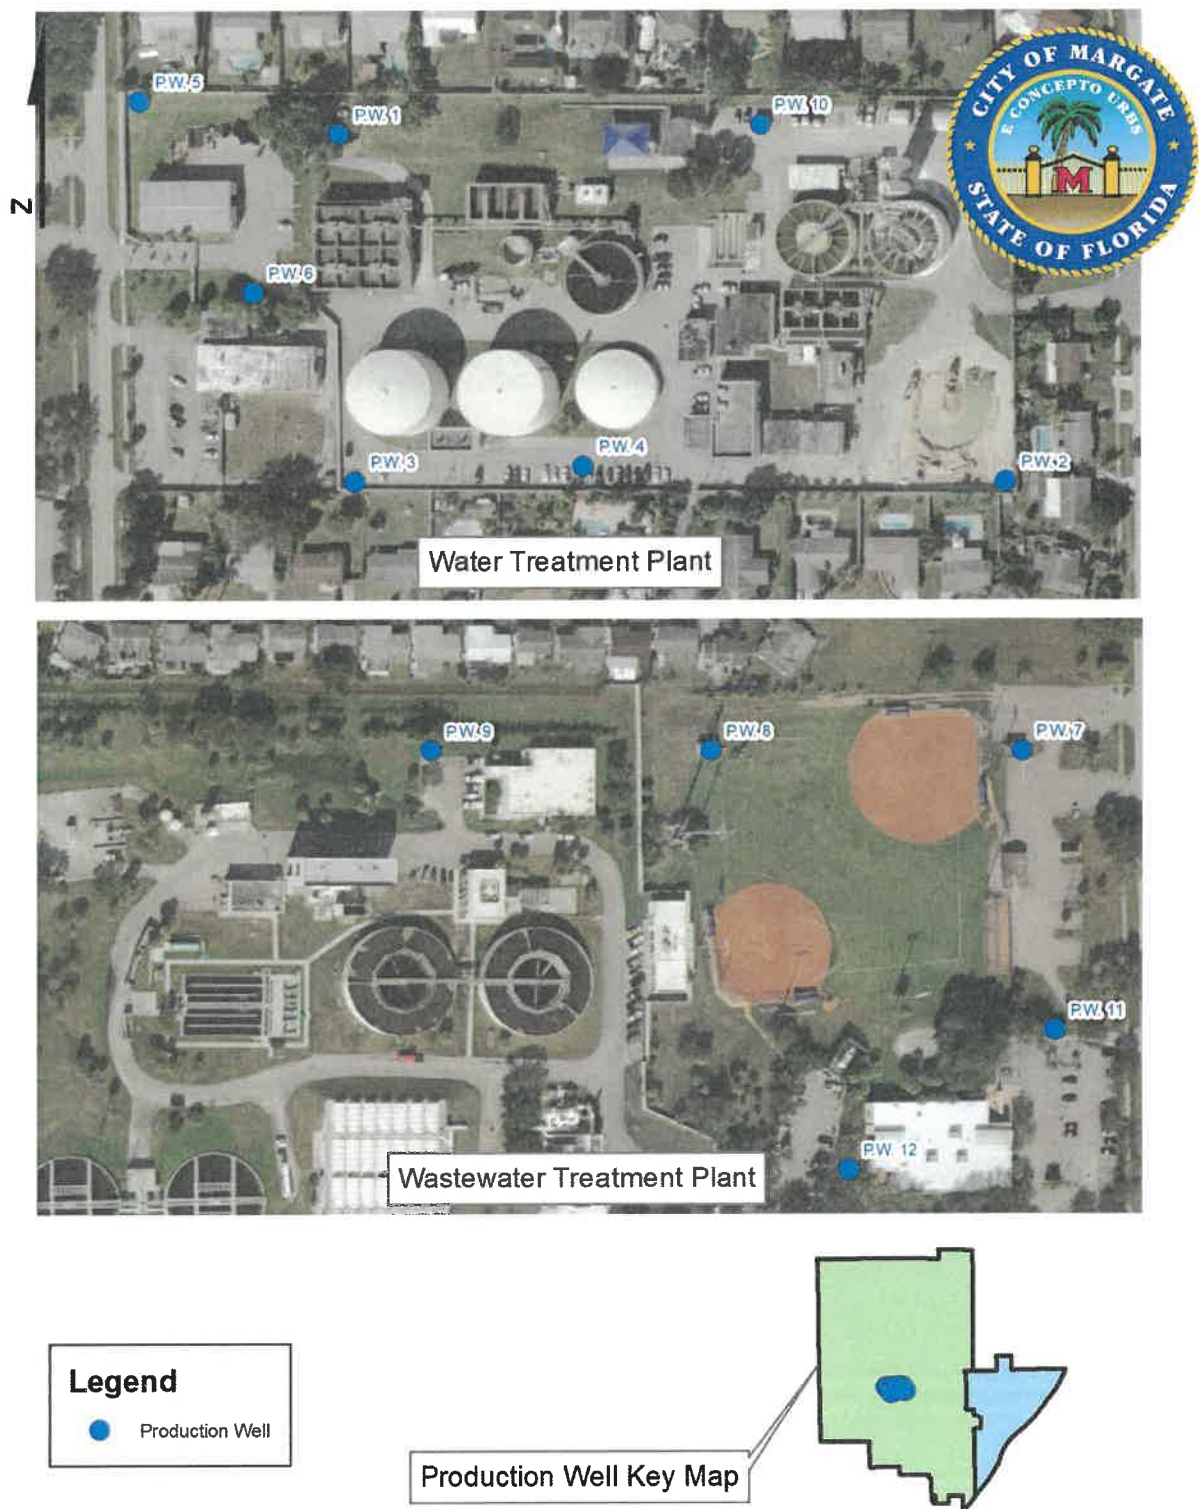 P.W. 5
P.W. 1
P.W. 10
CITY OF MARGATE
E CONCEPTO URBS
M
STATE OF FLORIDA
N
P.W. 6
P.W. 3
P.W. 4
P.W. 2
Water Treatment Plant
P.W. 9
P.W. 8
P.W. 7
P.W. 11
P.W. 12
Wastewater Treatment Plant
Legend
Production Well
Production Well Key Map